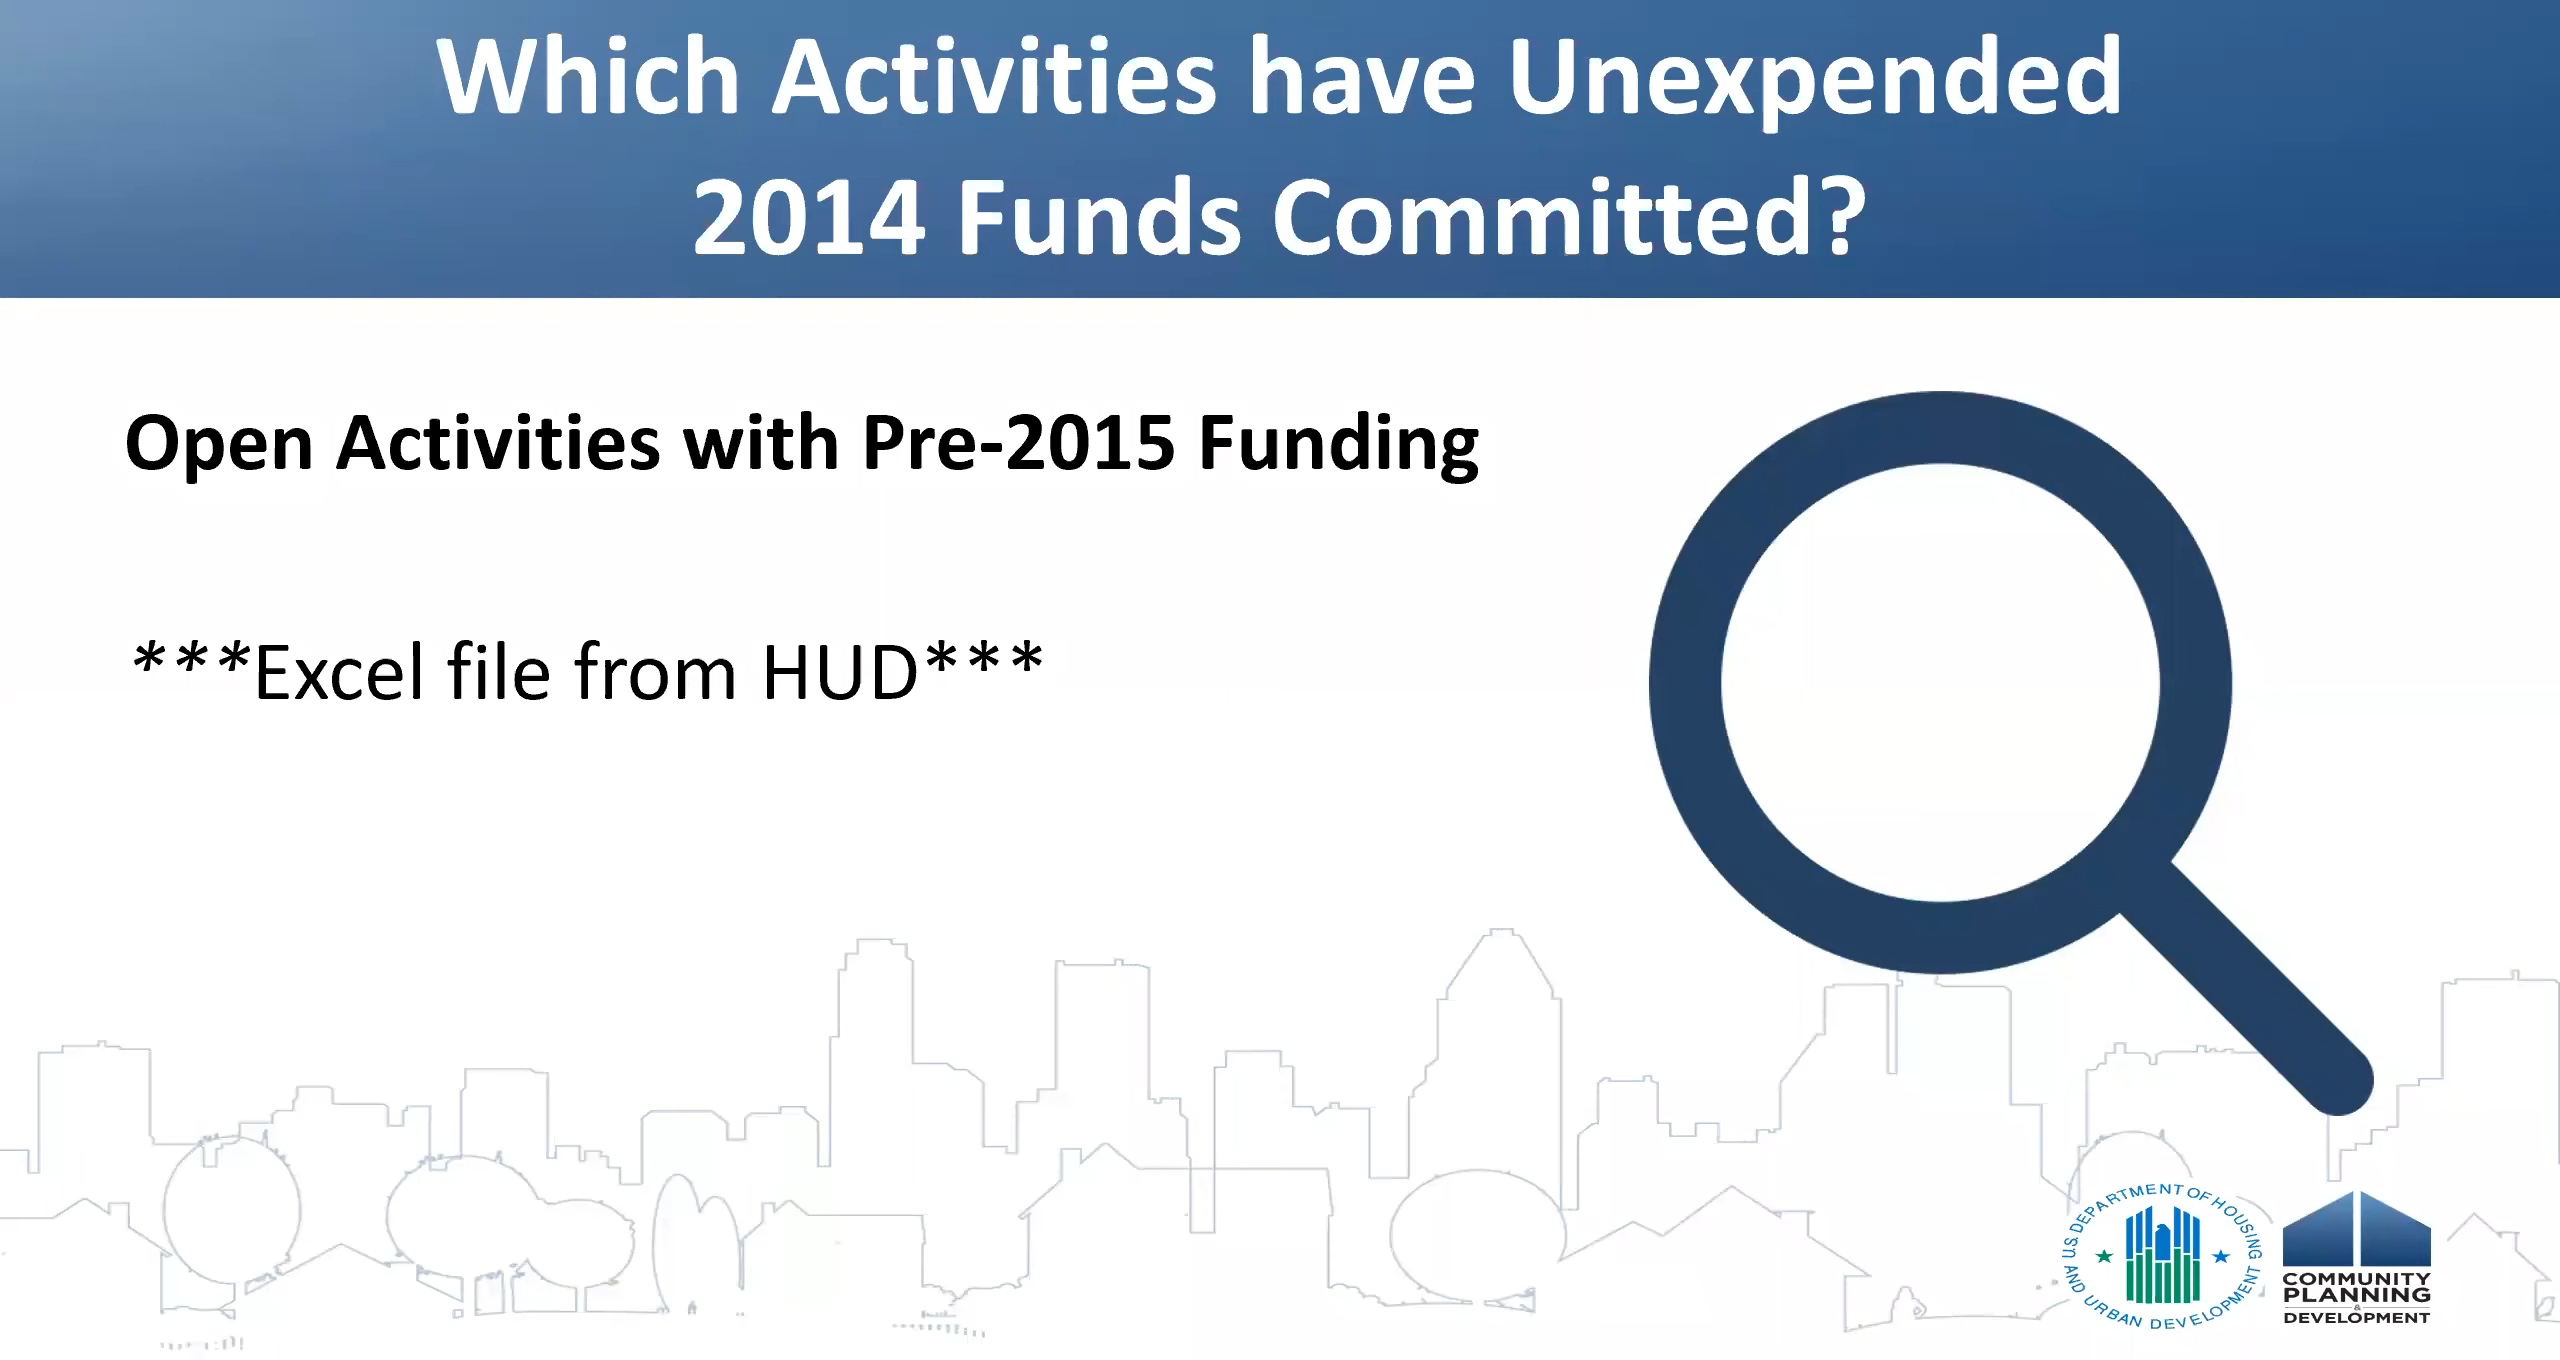 Which Activities have Unexpended
2014 Funds Committed?
Open Activities with Pre-2015 Funding
***Excel file from HUD***
U.S. DEPARTMENT OF HOUSING
AND URBAN DEVELOPMENT
COMMUNITY
PLANNING
&
DEVELOPMENT